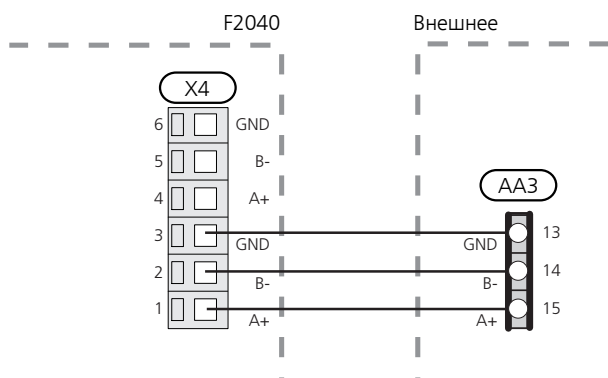 F2040 Внешнее
X4
6 GND
5 B-
4 A+
AA3
3 GND GND 13
2 B- B- 14
1 A+ A+ 15